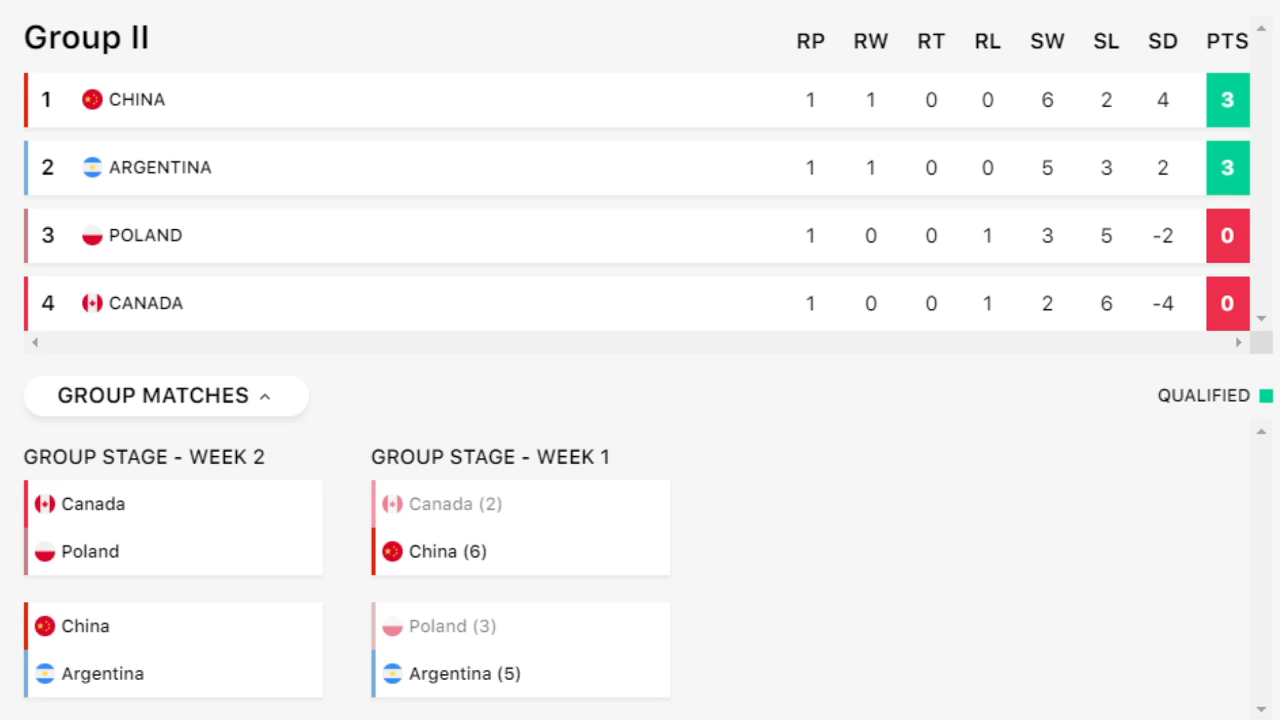 Group II RP RW RT RL SW SL SD PTS
1 CHINA 1 1 0 0 6 2 4 3
2 ARGENTINA 1 1 0 0 5 3 2 3
3 POLAND 1 0 0 1 3 5 -2 0
4 CANADA 1 0 0 1 2 6 -4 0
GROUP MATCHES
QUALIFIED
GROUP STAGE - WEEK 2
Canada
Poland
China
Argentina
GROUP STAGE - WEEK 1
Canada (2)
China (6)
Poland (3)
Argentina (5)